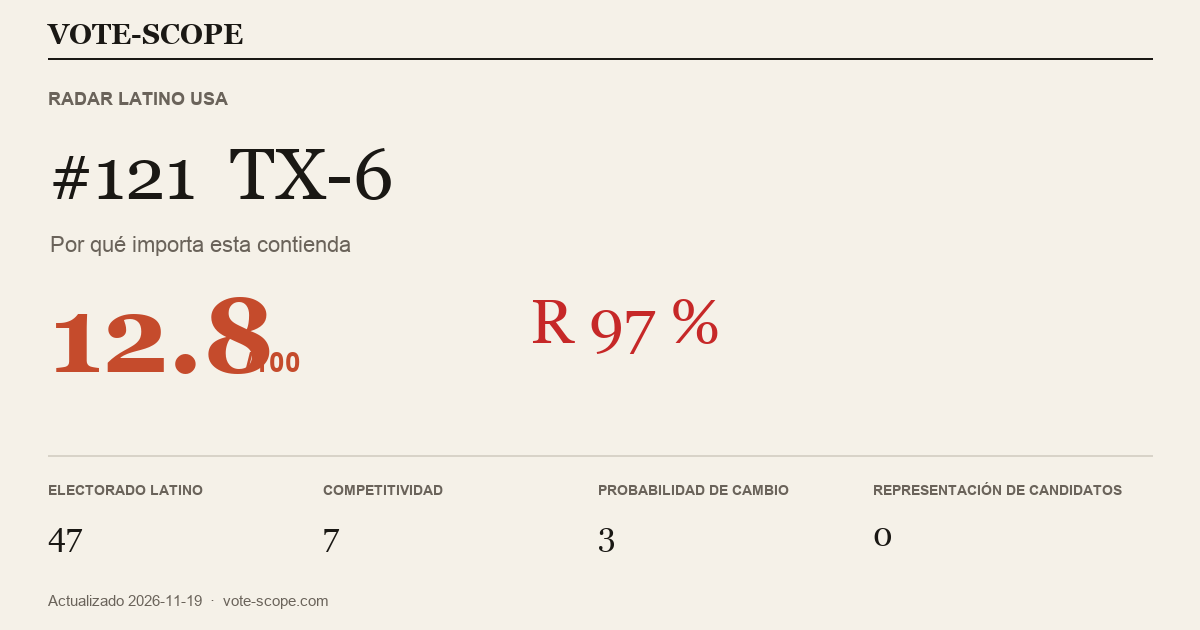 VOTE-SCOPE
RADAR LATINO USA
#121 TX-6
Por qué importa esta contienda
12.8/100
R 97 %
ELECTORADO LATINO
COMPETITIVIDAD
PROBABILIDAD DE CAMBIO
REPRESENTACIÓN DE CANDIDATOS
47
7
3
0
Actualizado 2026-11-19 · vote-scope.com